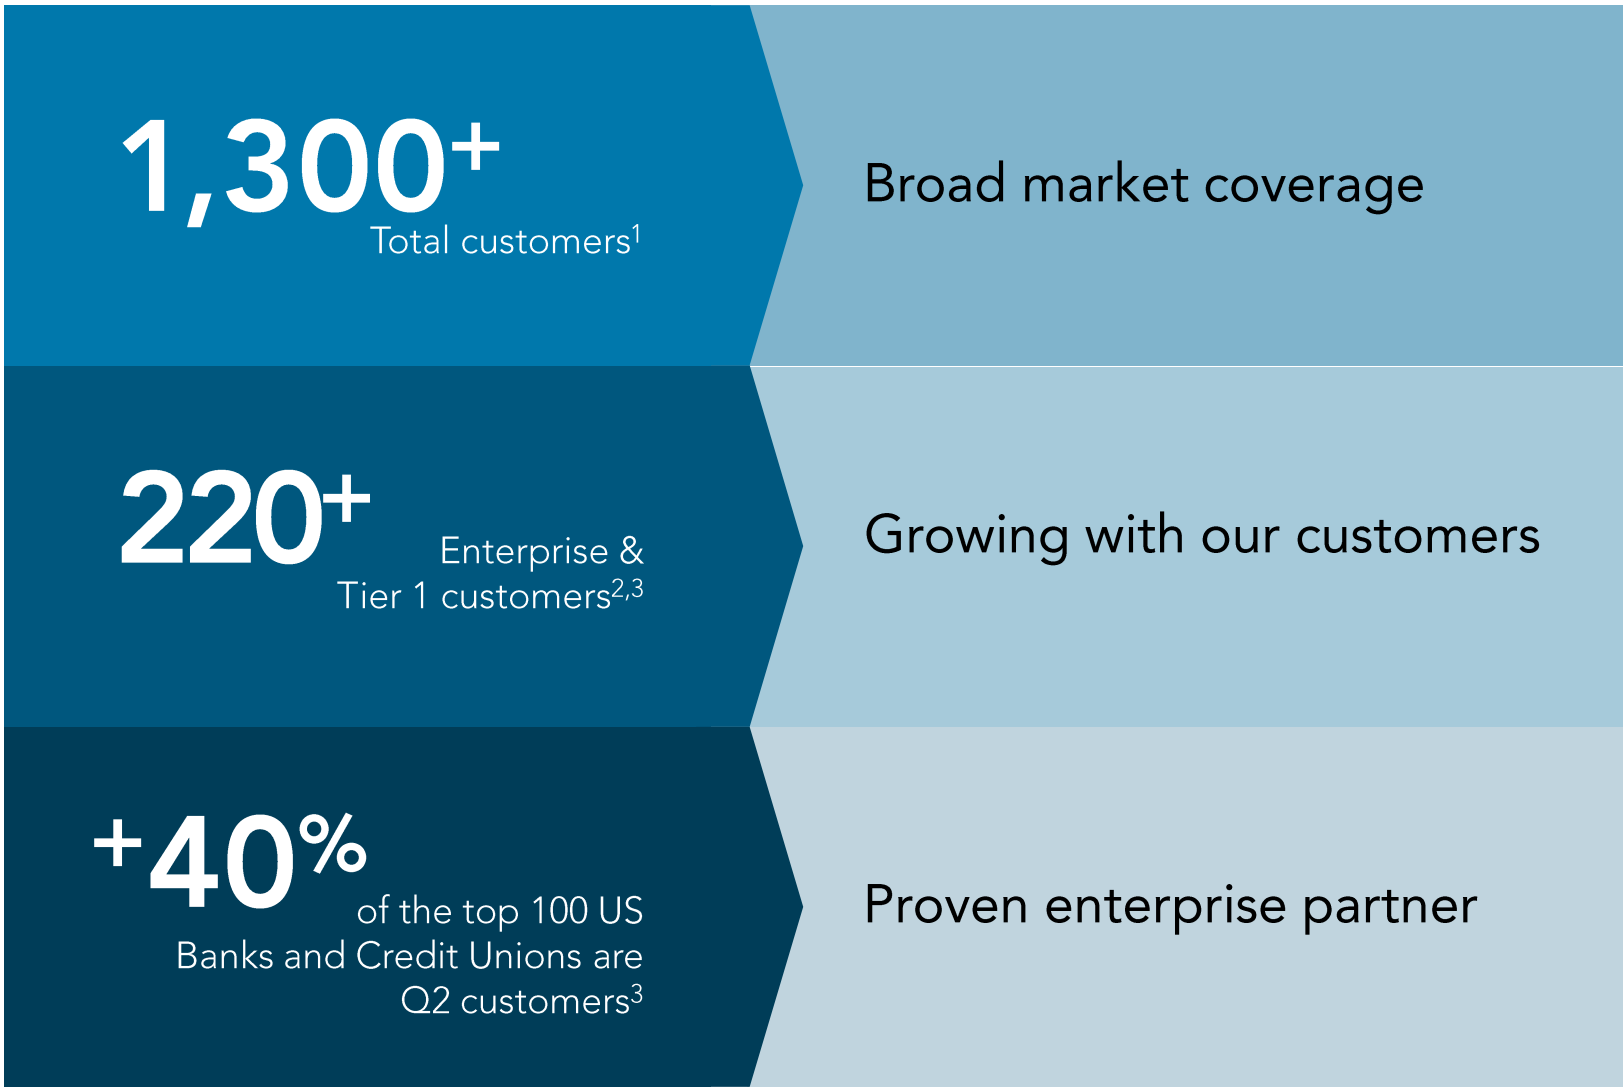 1,300+
Total customers1
Broad market coverage
220+
Enterprise &
Tier 1 customers2,3
Growing with our customers
+40%
of the top 100 US
Banks and Credit Unions are
Q2 customers3
Proven enterprise partner